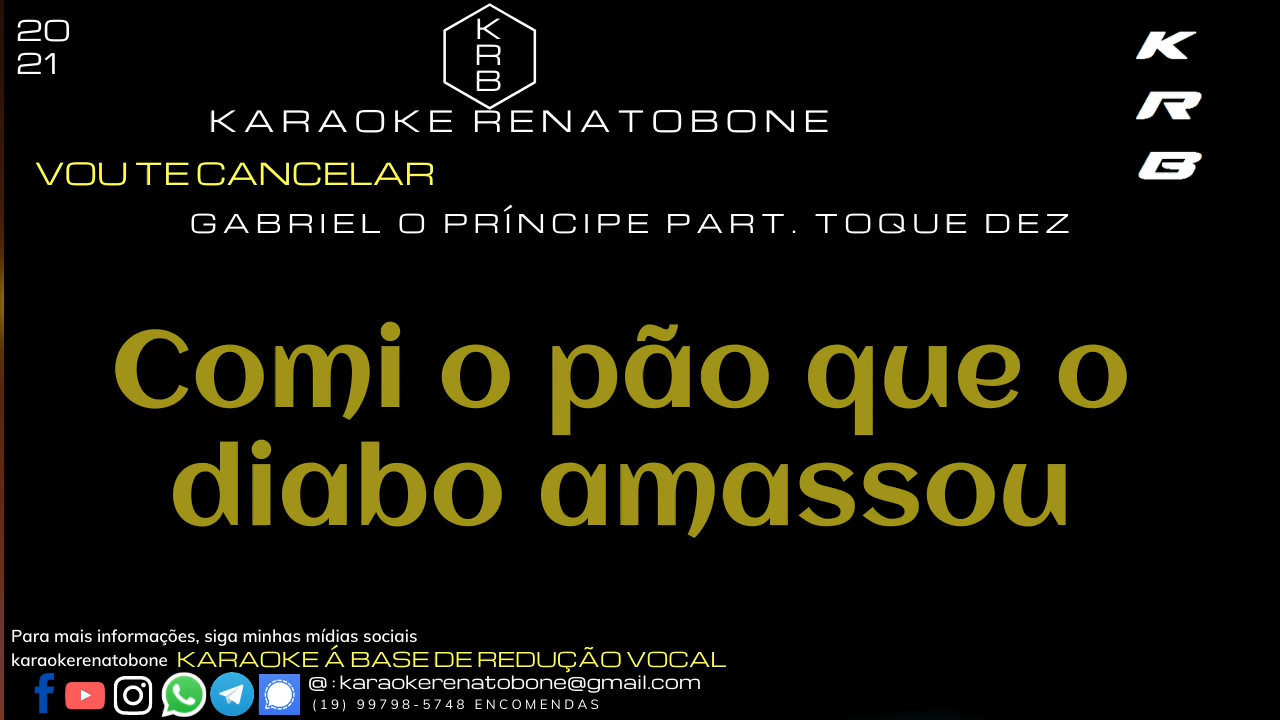 20
21
K
R
B
KARAOKE RENATOBONE
K
R
B
VOU TE CANCELAR
GABRIEL O PRÍNCIPE PART. TOQUE DEZ
Comi o pão que o
diabo amassou
Para mais informações, siga minhas mídias sociais
karaokerenatobone KARAOKE Á BASE DE REDUÇÃO VOCAL
@ : karaokerenatobone@gmail.com
(19) 99798-5748 ENCOMENDAS